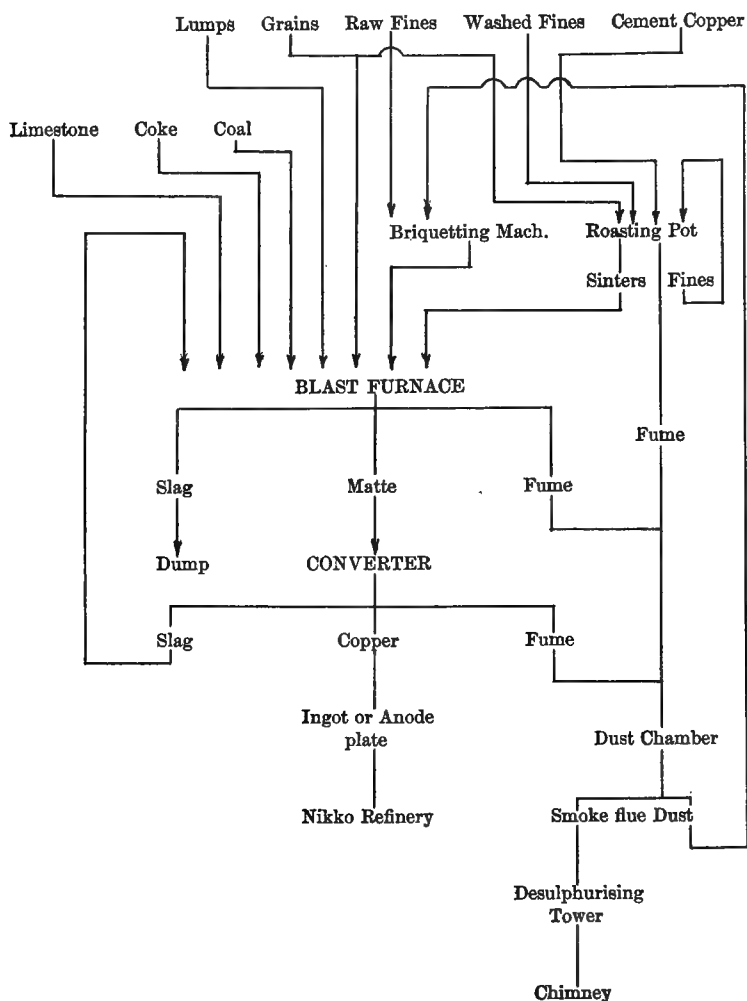 Lumps Grains Raw Fines Washed Fines Cement Copper
Limestone Coke Coal
Briquetting Mach. Roasting Pot
Sinters Fines
BLAST FURNACE
Fume
Slag Matte Fume
Dump CONVERTER
Slag Copper Fume
Ingot or Anode
plate
Dust Chamber
Nikko Refinery Smoke flue Dust
Desulphurising
Tower
Chimney